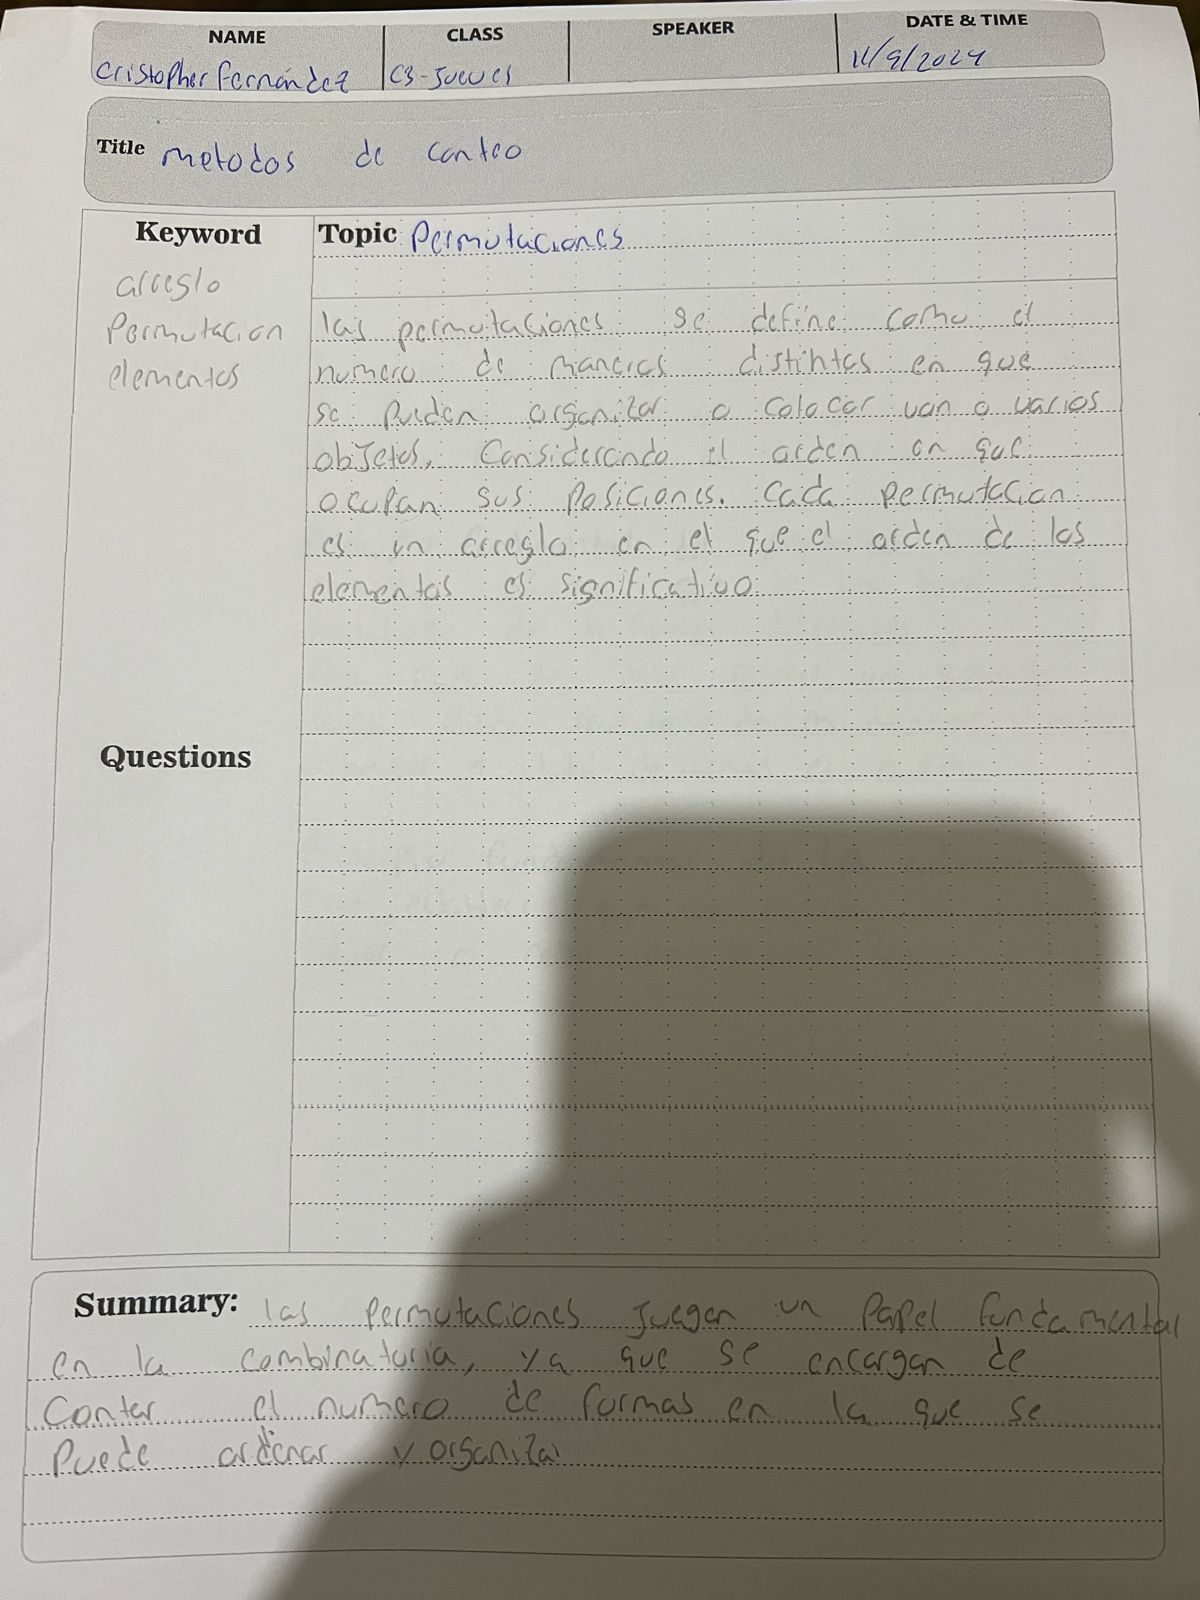 NAME CLASS SPEAKER DATE & TIME
Cristopher Fernandez C3-Jueves 11/9/2024
Title metodos de conteo
Keyword
arreglo
Permutacion
elementos
Topic Permutaciones
las permutaciones se define como el
numero de maneras distintas en que
se pueden organizar o colocar uan o varios
objetos, Considerando el orden en que
ocupan sus Posiciones. Cada permutacion
es un arreglo en el que el orden de los
elementos es significativo
Questions
Summary: las Permutaciones Juegan un Papel fundamental
en la combinatoria, ya que se encargan de
Contar el numero de formas en la que se
Puede ordenar y organizar